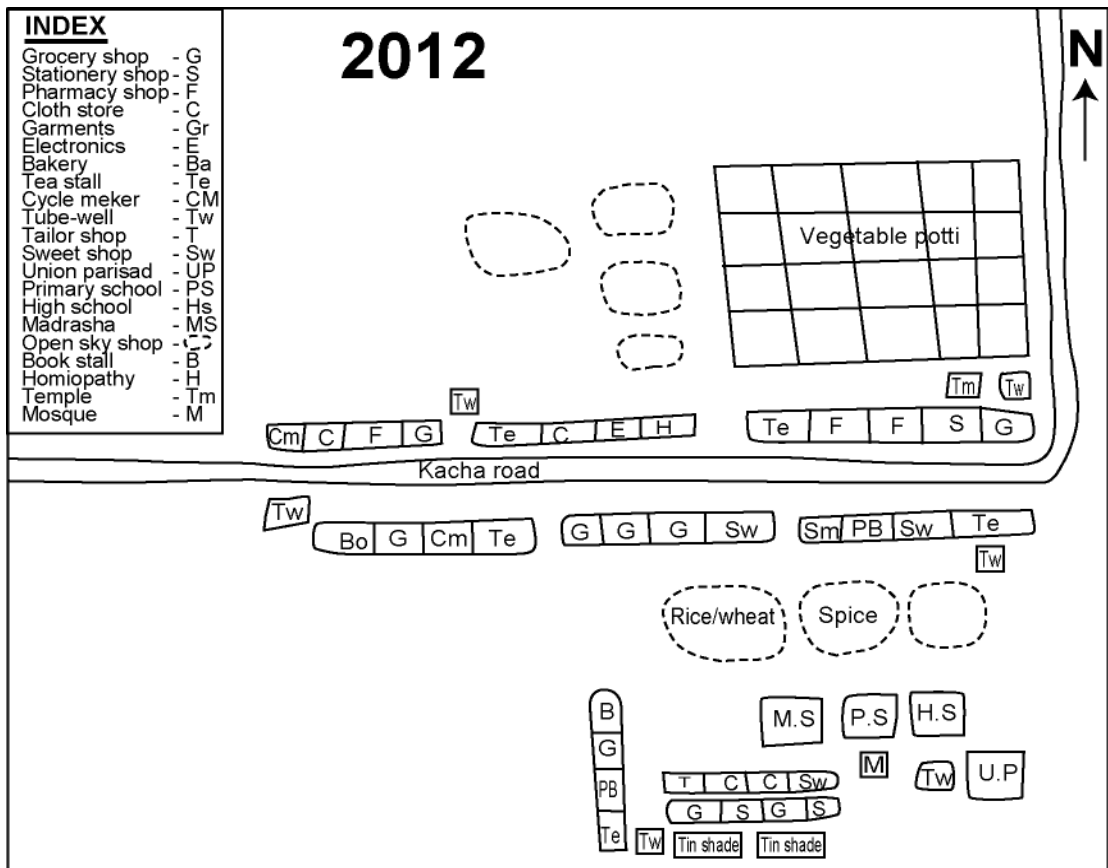 INDEX
Grocery shop - G
Stationery shop - S
Pharmacy shop - F
Cloth store - C
Garments - Gr
Electronics - E
Bakery - Ba
Tea stall - Te
Cycle meker - CM
Tube-well - Tw
Tailor shop - T
Sweet shop - Sw
Union parisad - UP
Primary school - PS
High school - Hs
Madrasha - MS
Open sky shop -
Book stall - B
Homiopathy - H
Temple - Tm
Mosque - M
2012
N
Vegetable potti
Tm Tw
Tw
Cm C F G Te C E H Te F F S G
Kacha road
Tw
Bo G Cm Te G G G Sw Sm PB Sw Te
Tw
Rice/wheat Spice
B M.S P.S H.S
G M Tw U.P
PB T C C Sw
G S G S
Te Tw Tin shade Tin shade